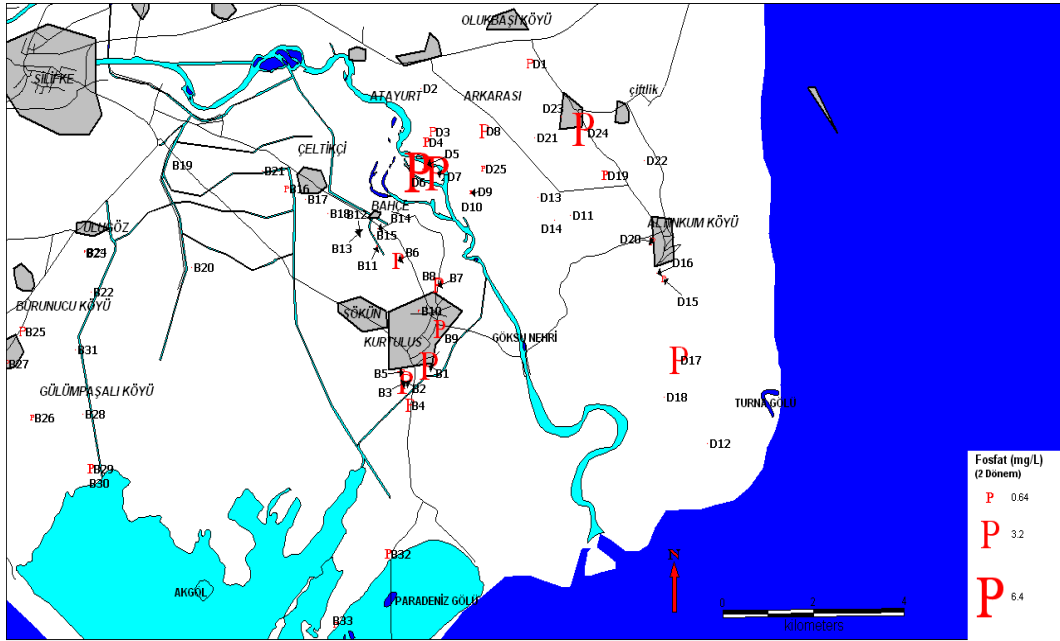 OLUKBAŞI KÖYÜ
D1
SİLİFKE
ATAYURT
D2
ARKARASI
çiftlik
D23
P D24
D3
D8
D21
D4
ÇELTİKÇİ
D5
D22
B19
B21
D6
D7
D25
D19
B16
B17
D9
D10
D13
BAHÇE
B18
B12
B14
D11
ULUGÖZ
B15
D14
ALTINKUM KÖYÜ
D20
B13
B11
B6
B23
B20
D16
B8
B7
B22
D15
BURUNUCU KÖYÜ
SÖKÜN
B10
B25
B9
GÖKSU NEHRİ
KURTULUS
B31
B27
D17
B5
B1
B3
B2
GÜLÜMPAŞALI KÖYÜ
D18
TURNA GÖLÜ
B4
B26
B28
D12
B29
B30
Fosfat (mg/L)
(2 Dönem)
P 0.64
P 3.2
P 6.4
B32
N
AKGÖL
PARADENİZ GÖLÜ
0 2 4
kilometers
B33